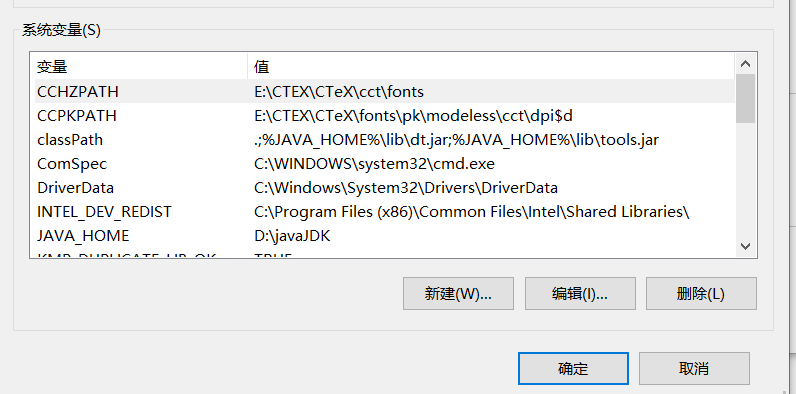 系统变量(S)
变量 值
CCHZPATH E:\CTEX\CTeX\cct\fonts
CCPKPATH E:\CTEX\CTeX\fonts\pk\modeless\cct\dpi$d
classPath .;%JAVA_HOME%\lib\dt.jar;%JAVA_HOME%\lib\tools.jar
ComSpec C:\WINDOWS\system32\cmd.exe
DriverData C:\Windows\System32\Drivers\DriverData
INTEL_DEV_REDIST C:\Program Files (x86)\Common Files\Intel\Shared Libraries\
JAVA_HOME D:\javaJDK
KMP_DUPLICATE_LIB_OK TRUE
新建(W)... 编辑(I)... 删除(L)
确定 取消